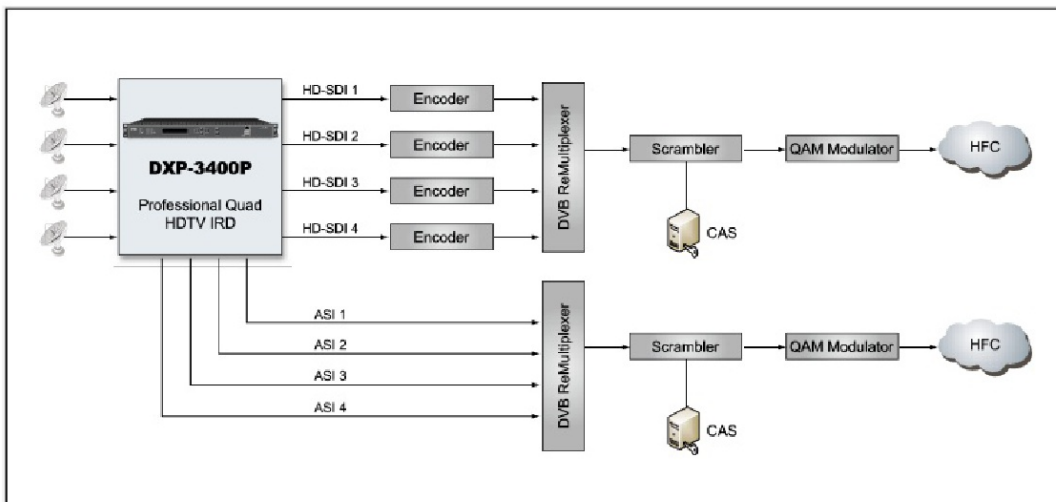 HD-SDI 1
Encoder
HD-SDI 2
Encoder
DXP-3400P
Professional Quad
HDTV IRD
HD-SDI 3
Encoder
HD-SDI 4
Encoder
DVB ReMultiplexer
Scrambler
QAM Modulator
HFC
CAS
ASI 1
ASI 2
ASI 3
ASI 4
DVB ReMultiplexer
Scrambler
QAM Modulator
HFC
CAS